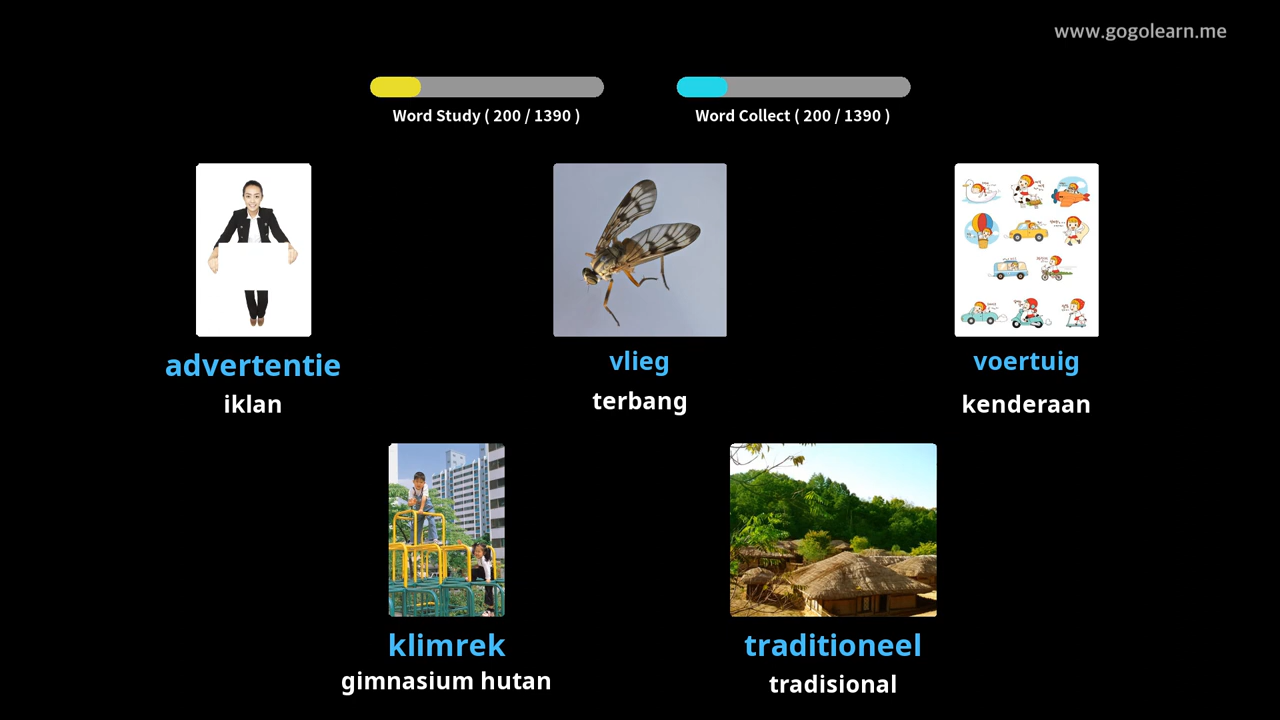 www.gogolearn.me
Word Study ( 200 / 1390 )
Word Collect ( 200 / 1390 )
advertentie
iklan
vlieg
terbang
voertuig
kenderaan
klimrek
gimnasium hutan
traditioneel
tradisional